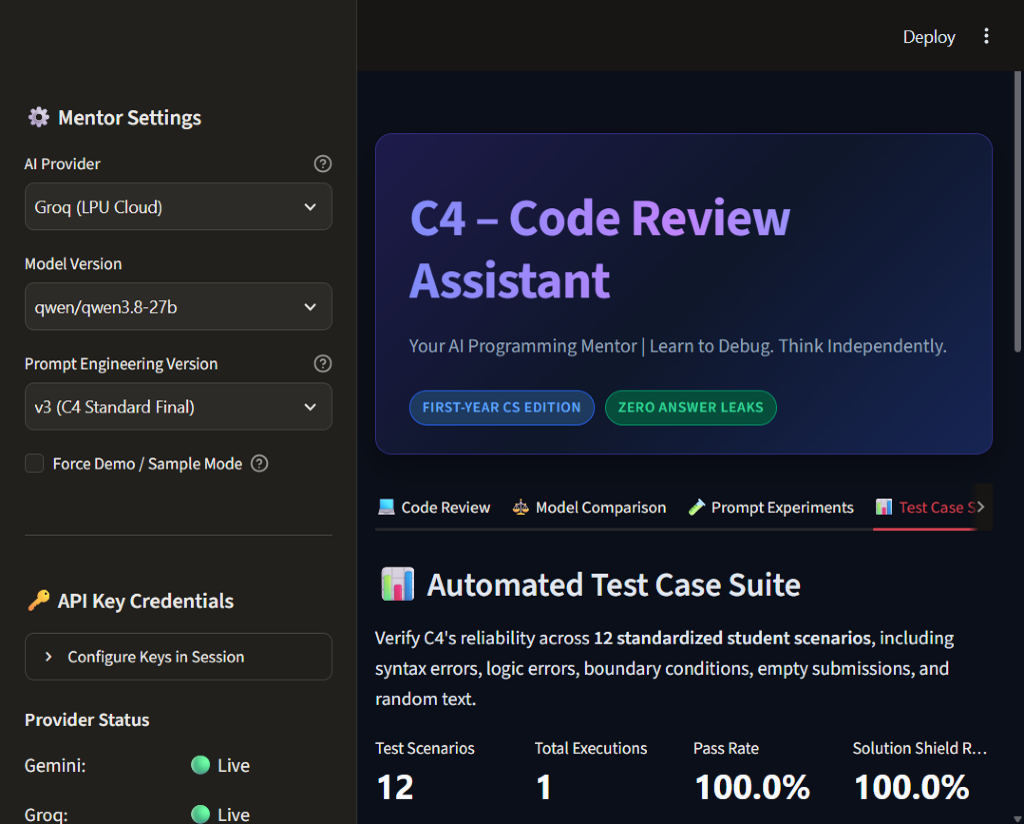 Deploy
Mentor Settings
AI Provider
Groq (LPU Cloud)
Model Version
qwen/qwen3.8-27b
Prompt Engineering Version
v3 (C4 Standard Final)
Force Demo / Sample Mode
API Key Credentials
Configure Keys in Session
Provider Status
Gemini: Live
Groq: Live
C4 – Code Review
Assistant
Your AI Programming Mentor | Learn to Debug. Think Independently.
FIRST-YEAR CS EDITION ZERO ANSWER LEAKS
Code Review Model Comparison Prompt Experiments Test Case S
Automated Test Case Suite
Verify C4's reliability across 12 standardized student scenarios, including
syntax errors, logic errors, boundary conditions, empty submissions, and
random text.
Test Scenarios Total Executions Pass Rate Solution Shield R...
12 1 100.0% 100.0%